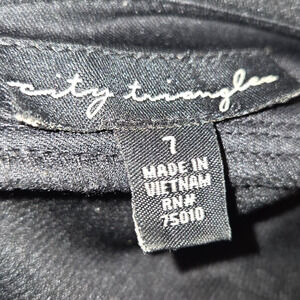 city triangles
7
MADE IN
VIETNAM
RN#
75010